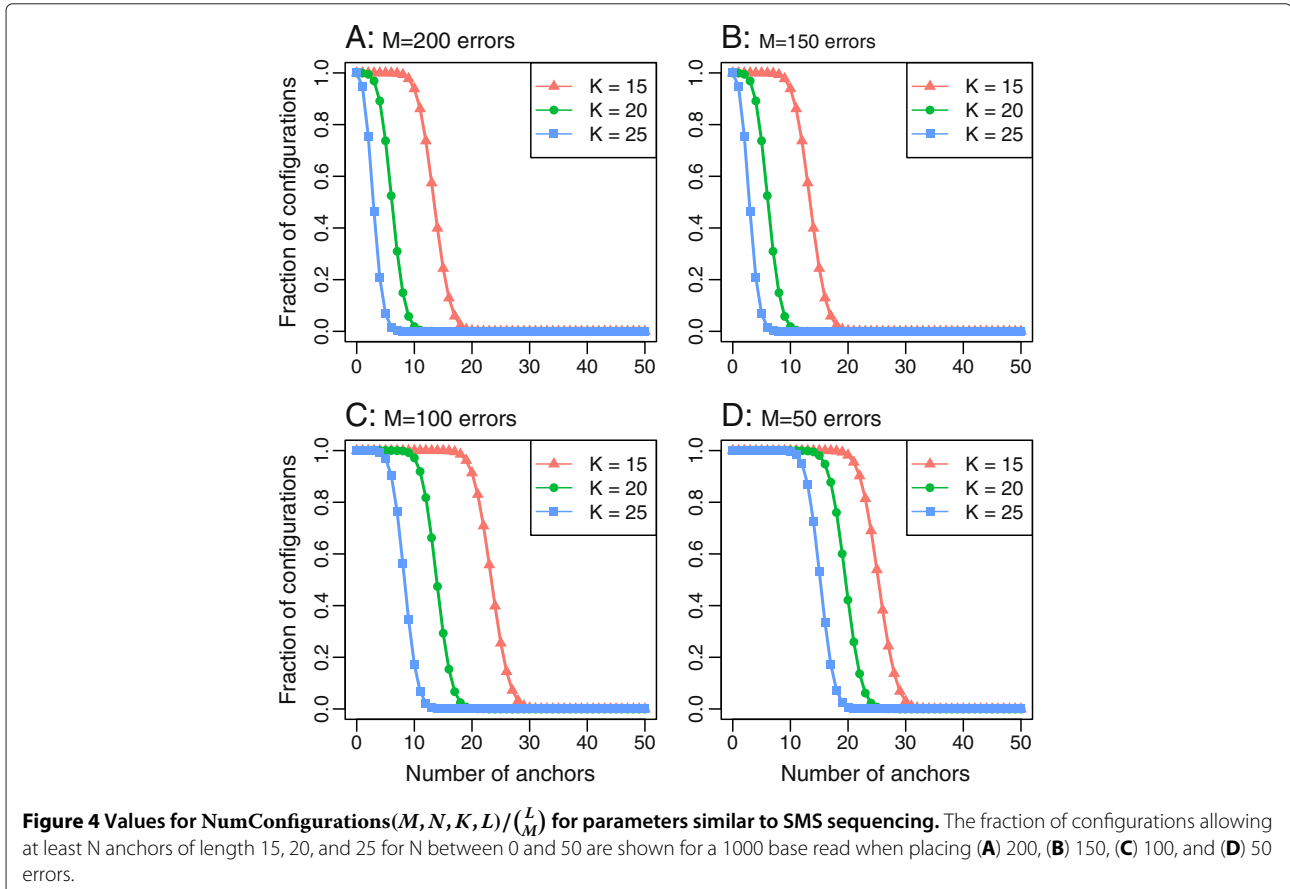 A: M=200 errors
Fraction of configurations
0.0 0.2 0.4 0.6 0.8 1.0
K = 15
K = 20
K = 25
0 10 20 30 40 50
B: M=150 errors
0.0 0.2 0.4 0.6 0.8 1.0
K = 15
K = 20
K = 25
0 10 20 30 40 50
C: M=100 errors
Fraction of configurations
0.0 0.2 0.4 0.6 0.8 1.0
K = 15
K = 20
K = 25
0 10 20 30 40 50
Number of anchors
D: M=50 errors
0.0 0.2 0.4 0.6 0.8 1.0
K = 15
K = 20
K = 25
0 10 20 30 40 50
Number of anchors
Figure 4 Values for NumConfigurations(M, N, K, L)/(L M) for parameters similar to SMS sequencing. The fraction of configurations allowing
at least N anchors of length 15, 20, and 25 for N between 0 and 50 are shown for a 1000 base read when placing (A) 200, (B) 150, (C) 100, and (D) 50
errors.